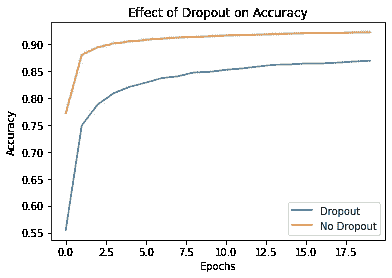 Effect of Dropout on Accuracy
Accuracy
0.90
0.85
0.80
0.75
0.70
0.65
0.60
0.55
Dropout
No Dropout
0.0 2.5 5.0 7.5 10.0 12.5 15.0 17.5
Epochs